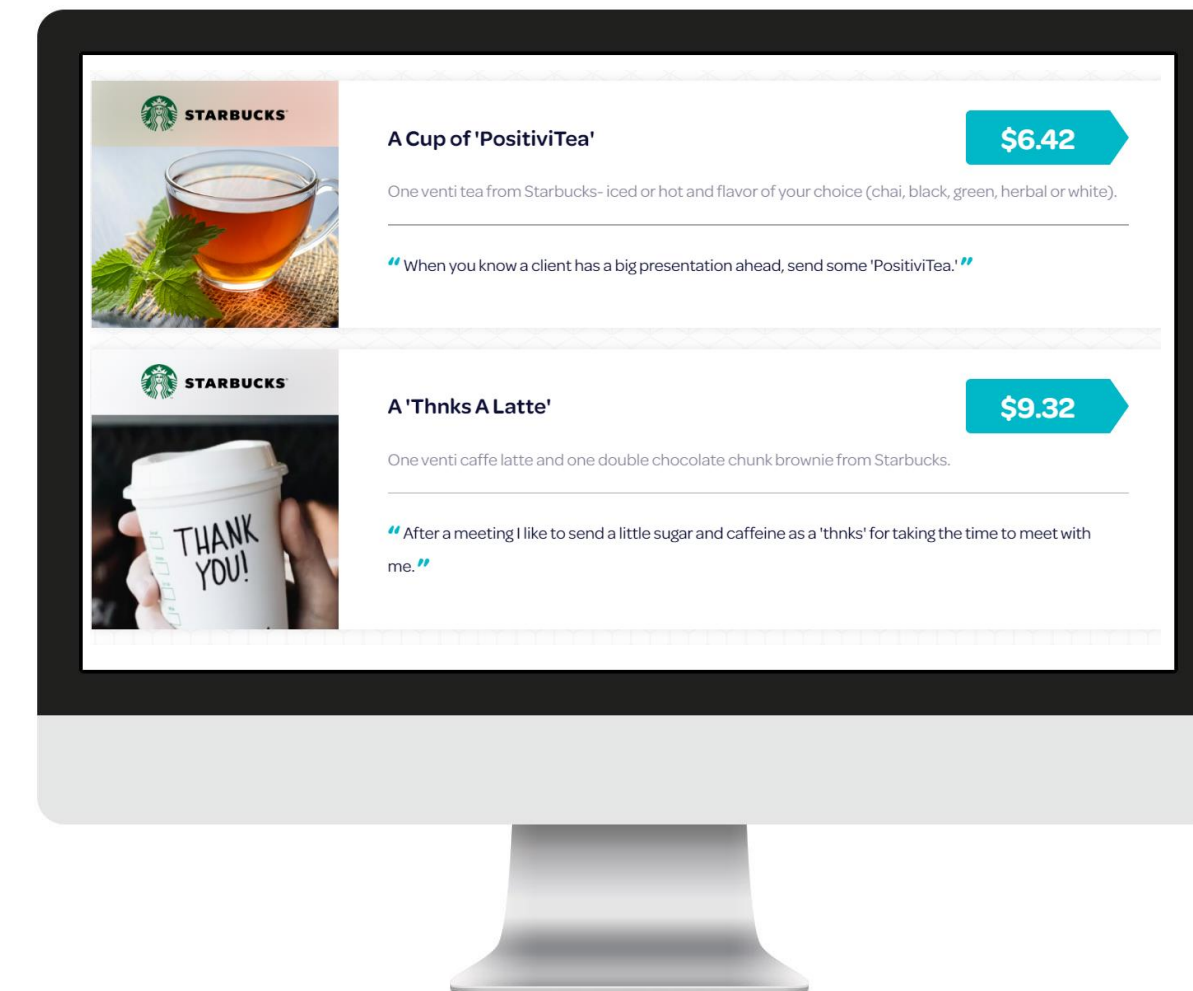 STARBUCKS
A Cup of 'PositiviTea'
$6.42
One venti tea from Starbucks- iced or hot and flavor of your choice (chai, black, green, herbal or white).
“ When you know a client has a big presentation ahead, send some 'PositiviTea.' ”
STARBUCKS
THANK
YOU!
A 'Thnks A Latte'
$9.32
One venti caffe latte and one double chocolate chunk brownie from Starbucks.
“ After a meeting I like to send a little sugar and caffeine as a 'thnks' for taking the time to meet with
me. ”